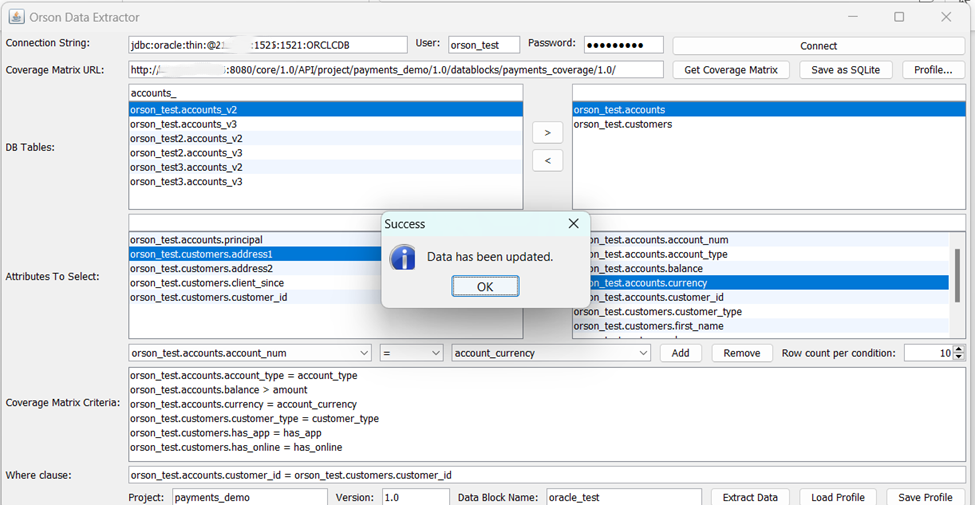 Orson Data Extractor
Connection String: jdbc:oracle:thin:@2 :1525:1521:ORCLCDB User: orson_test Password: ●●●●●●●●● Connect
Coverage Matrix URL: http:/ :8080/core/1.0/API/project/payments_demo/1.0/datablocks/payments_coverage/1.0/ Get Coverage Matrix Save as SQLite Profile...
accounts_
DB Tables:
orson_test.accounts_v2
orson_test.accounts_v3
orson_test2.accounts_v2
orson_test2.accounts_v3
orson_test3.accounts_v2
orson_test3.accounts_v3
>
<
orson_test.accounts
orson_test.customers
Attributes To Select:
orson_test.accounts.principal
orson_test.customers.address1
orson_test.customers.address2
orson_test.customers.client_since
orson_test.customers.customer_id
Success
Data has been updated.
OK
n_test.accounts.account_num
n_test.accounts.account_type
n_test.accounts.balance
n_test.accounts.currency
n_test.accounts.customer_id
orson_test.customers.customer_type
orson_test.customers.first_name
orson_test.accounts.account_num = account_currency Add Remove Row count per condition: 10
Coverage Matrix Criteria:
orson_test.accounts.account_type = account_type
orson_test.accounts.balance > amount
orson_test.accounts.currency = account_currency
orson_test.customers.customer_type = customer_type
orson_test.customers.has_app = has_app
orson_test.customers.has_online = has_online
Where clause: orson_test.accounts.customer_id = orson_test.customers.customer_id
Project: payments_demo Version: 1.0 Data Block Name: oracle_test Extract Data Load Profile Save Profile